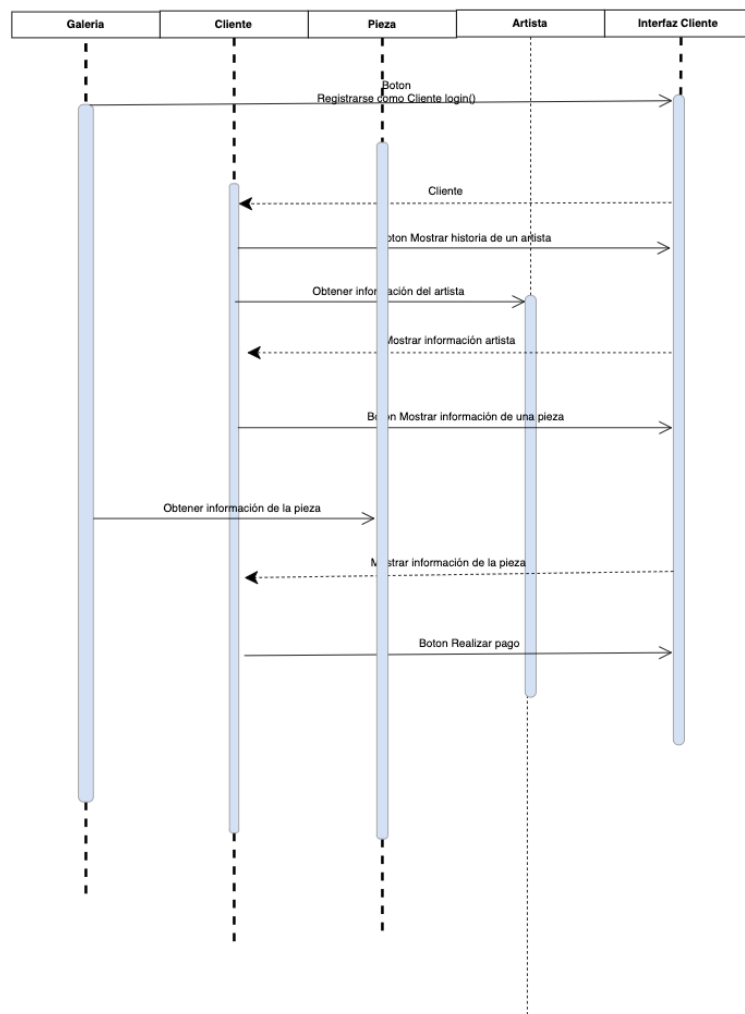 Galeria
Cliente
Pieza
Artista
Interfaz Cliente
Boton
Registrarse como Cliente login()
Cliente
oton Mostrar historia de un artista
Obtener información del artista
Mostrar información artista
Boton Mostrar información de una pieza
Obtener información de la pieza
Mostrar información de la pieza
Boton Realizar pago